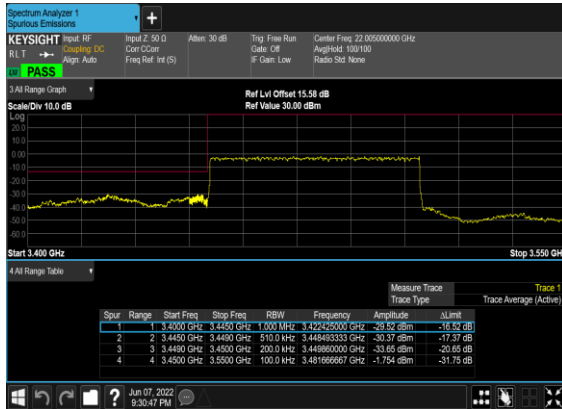 Spectrum Analyzer 1
Spurious Emissions
+
KEYSIGHT Input: RF Input Z: 50 Ω Atten: 30 dB Trig: Free Run Center Freq: 22.005000000 GHz
RLT Coupling: DC Corr CCorr Gate: Off Avg|Hold: 100/100
Align: Auto Freq Ref: Int (S) IF Gain: Low Radio Std: None
PASS
3 All Range Graph
Ref Lvl Offset 15.58 dB
Scale/Div 10.0 dB Ref Value 30.00 dBm
Log
20.0
10.0
0.00
-10.0
-20.0
-30.0
-40.0
-50.0
-60.0
Start 3.400 GHz Stop 3.550 GHz
4 All Range Table
Measure Trace Trace 1
Trace Type Trace Average (Active)
Spur Range Start Freq Stop Freq RBW Frequency Amplitude ΔLimit
1 1 3.4000 GHz 3.4450 GHz 1.000 MHz 3.422425000 GHz -29.52 dBm -16.52 dB
2 2 3.4450 GHz 3.4490 GHz 510.0 kHz 3.448493333 GHz -30.37 dBm -17.37 dB
3 3 3.4490 GHz 3.4500 GHz 200.0 kHz 3.449860000 GHz -33.65 dBm -20.65 dB
4 4 3.4500 GHz 3.5500 GHz 100.0 kHz 3.481666667 GHz -1.754 dBm -31.75 dB
? Jun 07, 2022
9:30:47 PM